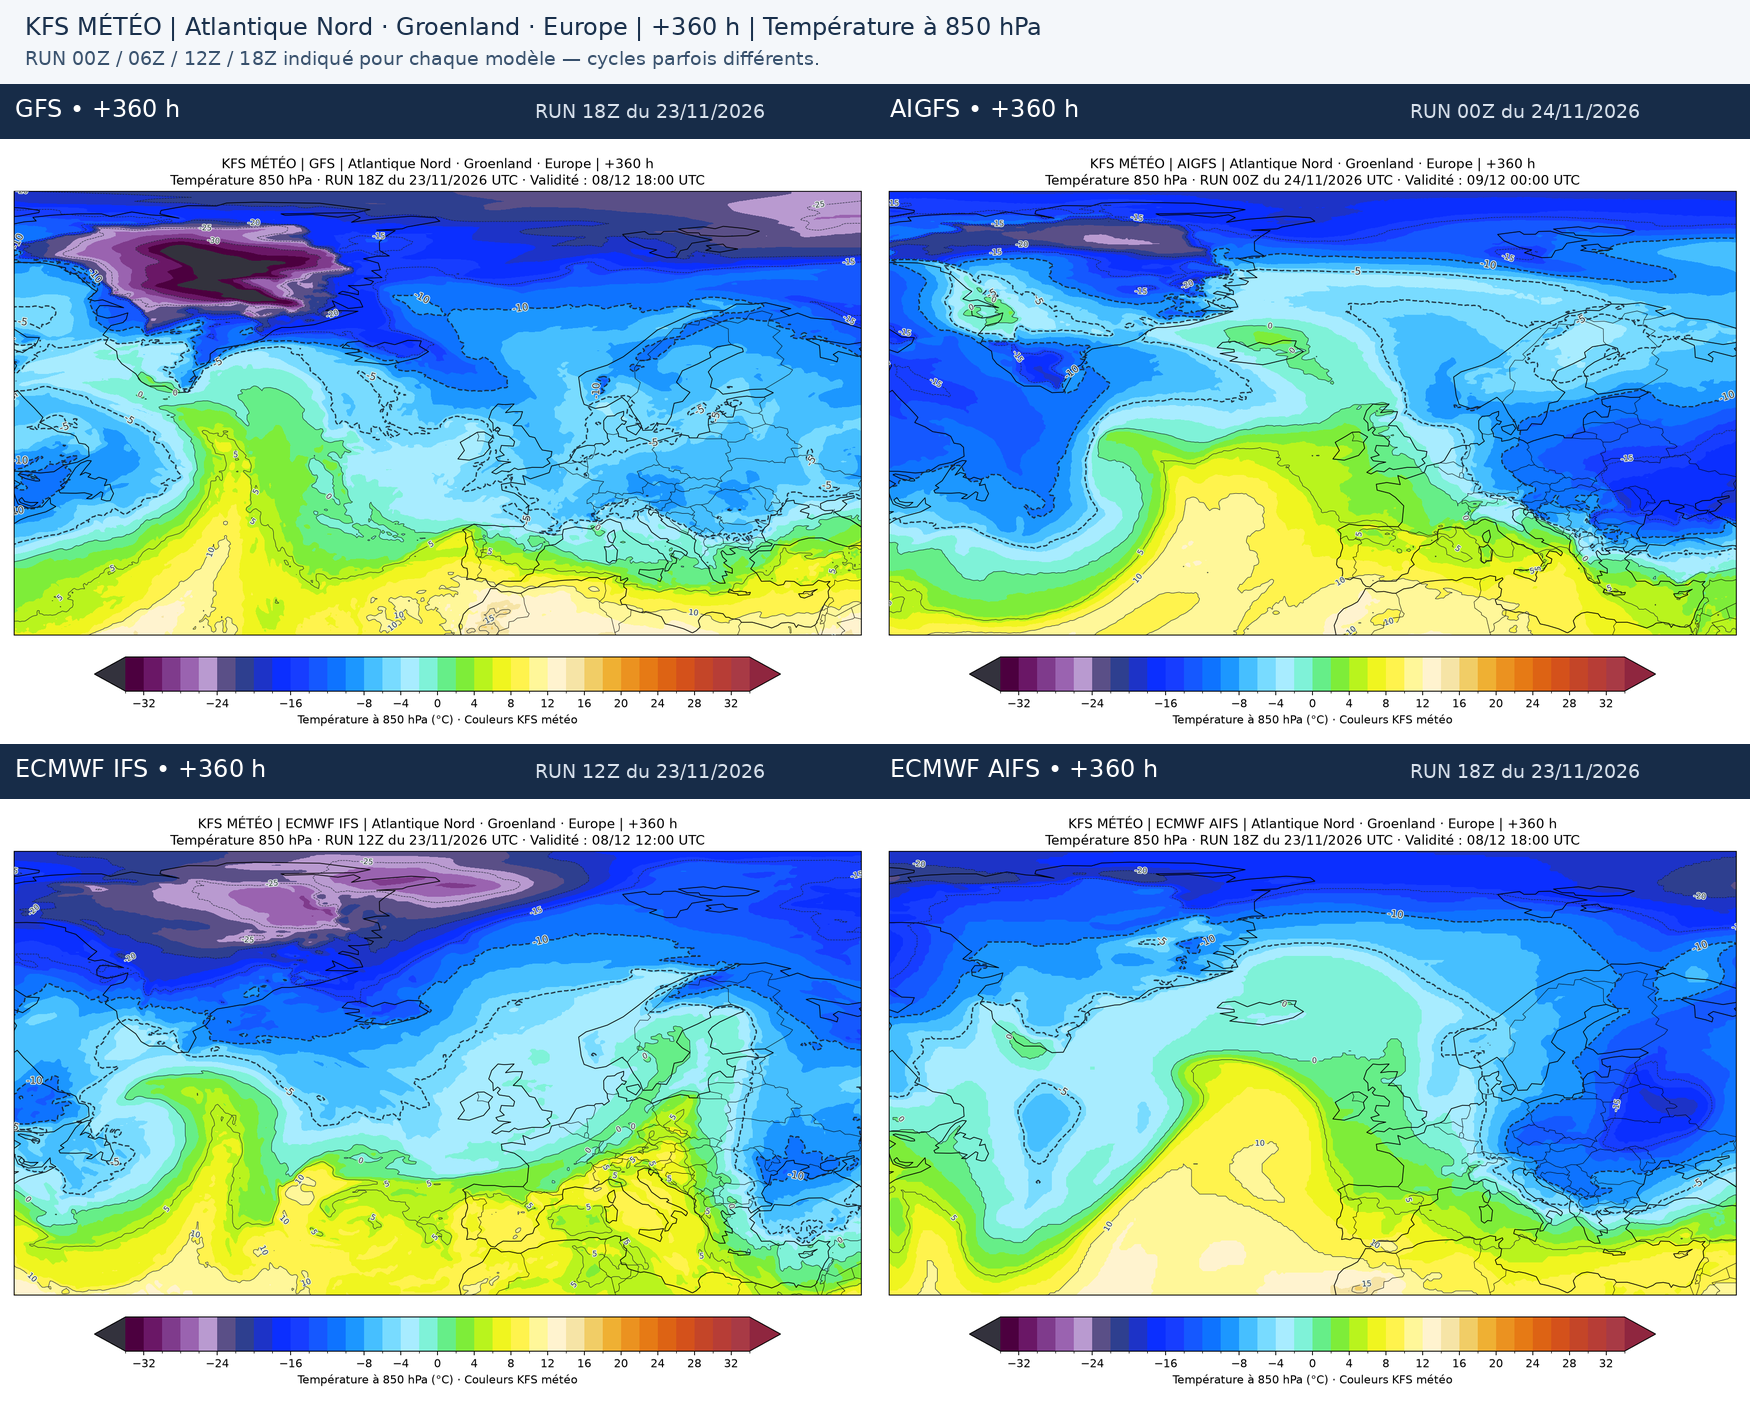 KFS MÉTÉO | Atlantique Nord · Groenland · Europe | +360 h | Température à 850 hPa
RUN 00Z / 06Z / 12Z / 18Z indiqué pour chaque modèle — cycles parfois différents.
GFS • +360 h
RUN 18Z du 23/11/2026
KFS MÉTÉO | GFS | Atlantique Nord · Groenland · Europe | +360 h
Température 850 hPa · RUN 18Z du 23/11/2026 UTC · Validité : 08/12 18:00 UTC
−32 −24 −16 −8 −4 0 4 8 12 16 20 24 28 32
Température à 850 hPa (°C) · Couleurs KFS météo
AIGFS • +360 h
RUN 00Z du 24/11/2026
KFS MÉTÉO | AIGFS | Atlantique Nord · Groenland · Europe | +360 h
Température 850 hPa · RUN 00Z du 24/11/2026 UTC · Validité : 09/12 00:00 UTC
−32 −24 −16 −8 −4 0 4 8 12 16 20 24 28 32
Température à 850 hPa (°C) · Couleurs KFS météo
ECMWF IFS • +360 h
RUN 12Z du 23/11/2026
KFS MÉTÉO | ECMWF IFS | Atlantique Nord · Groenland · Europe | +360 h
Température 850 hPa · RUN 12Z du 23/11/2026 UTC · Validité : 08/12 12:00 UTC
−32 −24 −16 −8 −4 0 4 8 12 16 20 24 28 32
Température à 850 hPa (°C) · Couleurs KFS météo
ECMWF AIFS • +360 h
RUN 18Z du 23/11/2026
KFS MÉTÉO | ECMWF AIFS | Atlantique Nord · Groenland · Europe | +360 h
Température 850 hPa · RUN 18Z du 23/11/2026 UTC · Validité : 08/12 18:00 UTC
−32 −24 −16 −8 −4 0 4 8 12 16 20 24 28 32
Température à 850 hPa (°C) · Couleurs KFS météo